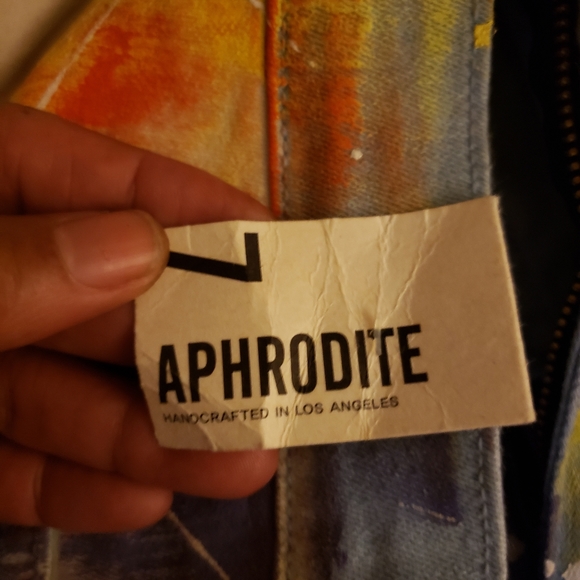 APHRODITE
HANDCRAFTED IN LOS ANGELES